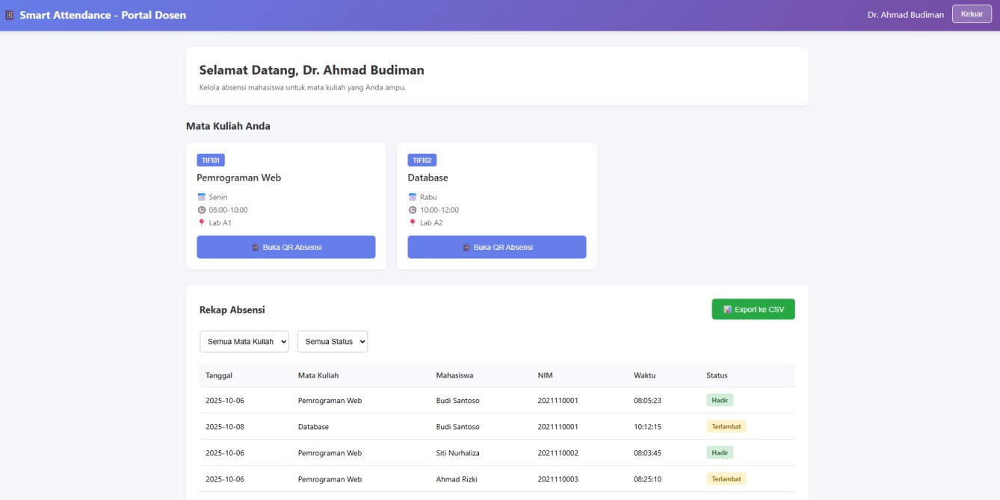 Smart Attendance - Portal Dosen
Dr. Ahmad Budiman
Keluar
Selamat Datang, Dr. Ahmad Budiman
Kelola absensi mahasiswa untuk mata kuliah yang Anda ampu.
Mata Kuliah Anda
TIF101
Pemrograman Web
Senin
08:00-10:00
Lab A1
Buka QR Absensi
TIF102
Database
Rabu
10:00-12:00
Lab A2
Buka QR Absensi
Rekap Absensi
Export ke CSV
Semua Mata Kuliah
Semua Status
Tanggal Mata Kuliah Mahasiswa NIM Waktu Status
2025-10-06 Pemrograman Web Budi Santoso 2021110001 08:05:23 Hadir
2025-10-08 Database Budi Santoso 2021110001 10:12:15 Terlambat
2025-10-06 Pemrograman Web Siti Nurhaliza 2021110002 08:03:45 Hadir
2025-10-06 Pemrograman Web Ahmad Rizki 2021110003 08:25:10 Terlambat